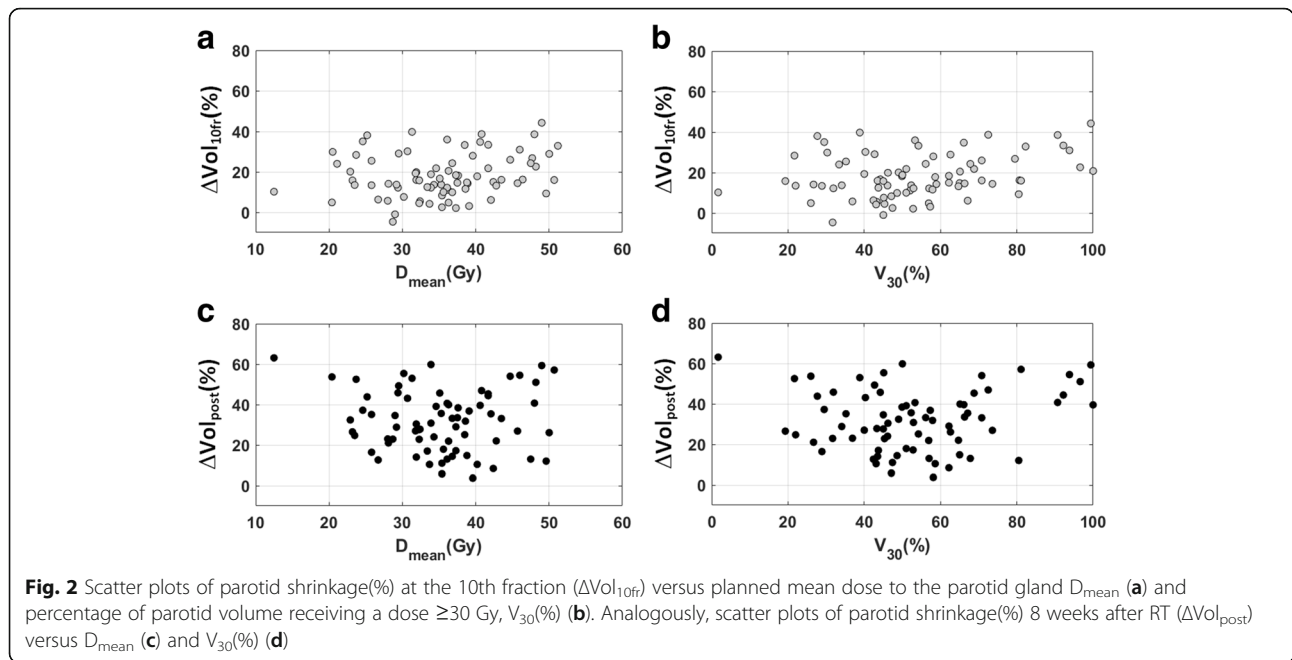 a
80
60
40
20
0
ΔVol10fr(%)
10 20 30 40 50 60
Dmean(Gy)
b
80
60
40
20
0
ΔVol10fr(%)
0 20 40 60 80 100
V30(%)
c
80
60
40
20
0
ΔVolpost(%)
10 20 30 40 50 60
Dmean(Gy)
d
80
60
40
20
0
ΔVolpost(%)
0 20 40 60 80 100
V30(%)
Fig. 2 Scatter plots of parotid shrinkage(%) at the 10th fraction (ΔVol10fr) versus planned mean dose to the parotid gland Dmean (a) and
percentage of parotid volume receiving a dose ≥30 Gy, V30(%) (b). Analogously, scatter plots of parotid shrinkage(%) 8 weeks after RT (ΔVolpost)
versus Dmean (c) and V30(%) (d)